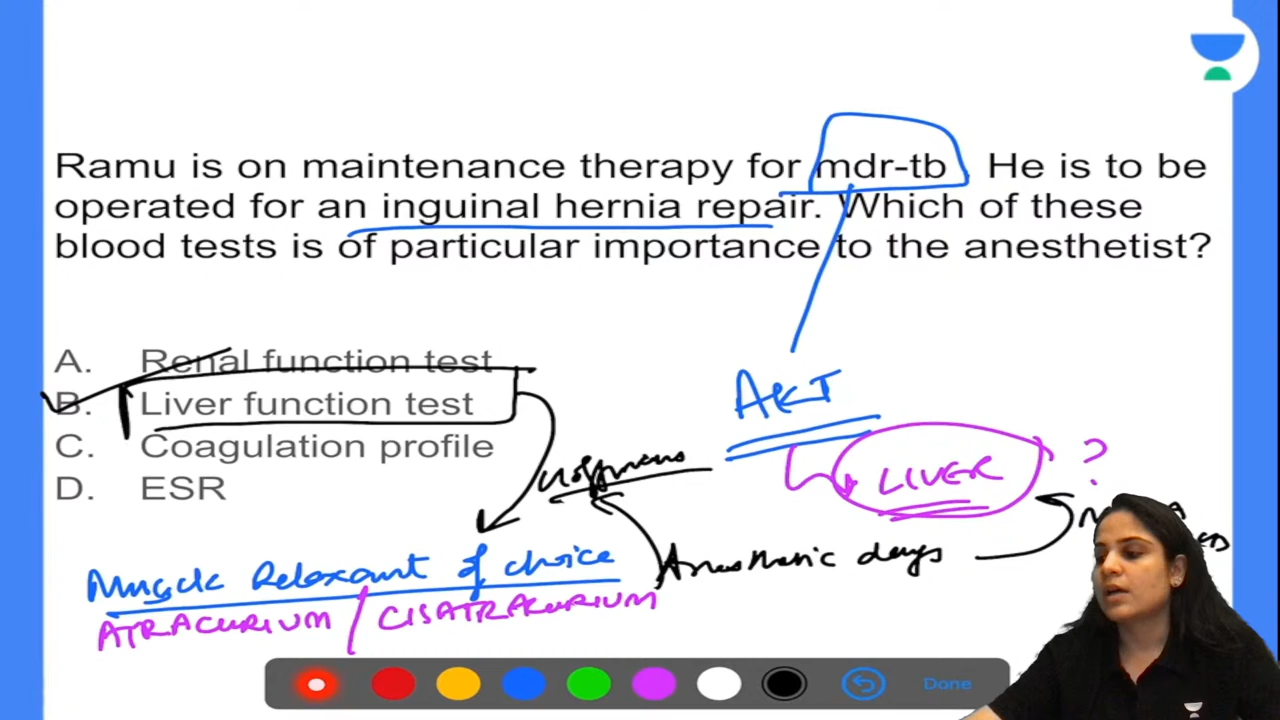 Ramu is on maintenance therapy for mdr-tb. He is to be
operated for an inguinal hernia repair. Which of these
blood tests is of particular importance to the anesthetist?
A. Renal function test
B. Liver function test
C. Coagulation profile
D. ESR
AKT
LIVER ?
Anesthetic drugs
Muscle Relaxant of choice
ATRACURIUM / CISATRACURIUM
Done